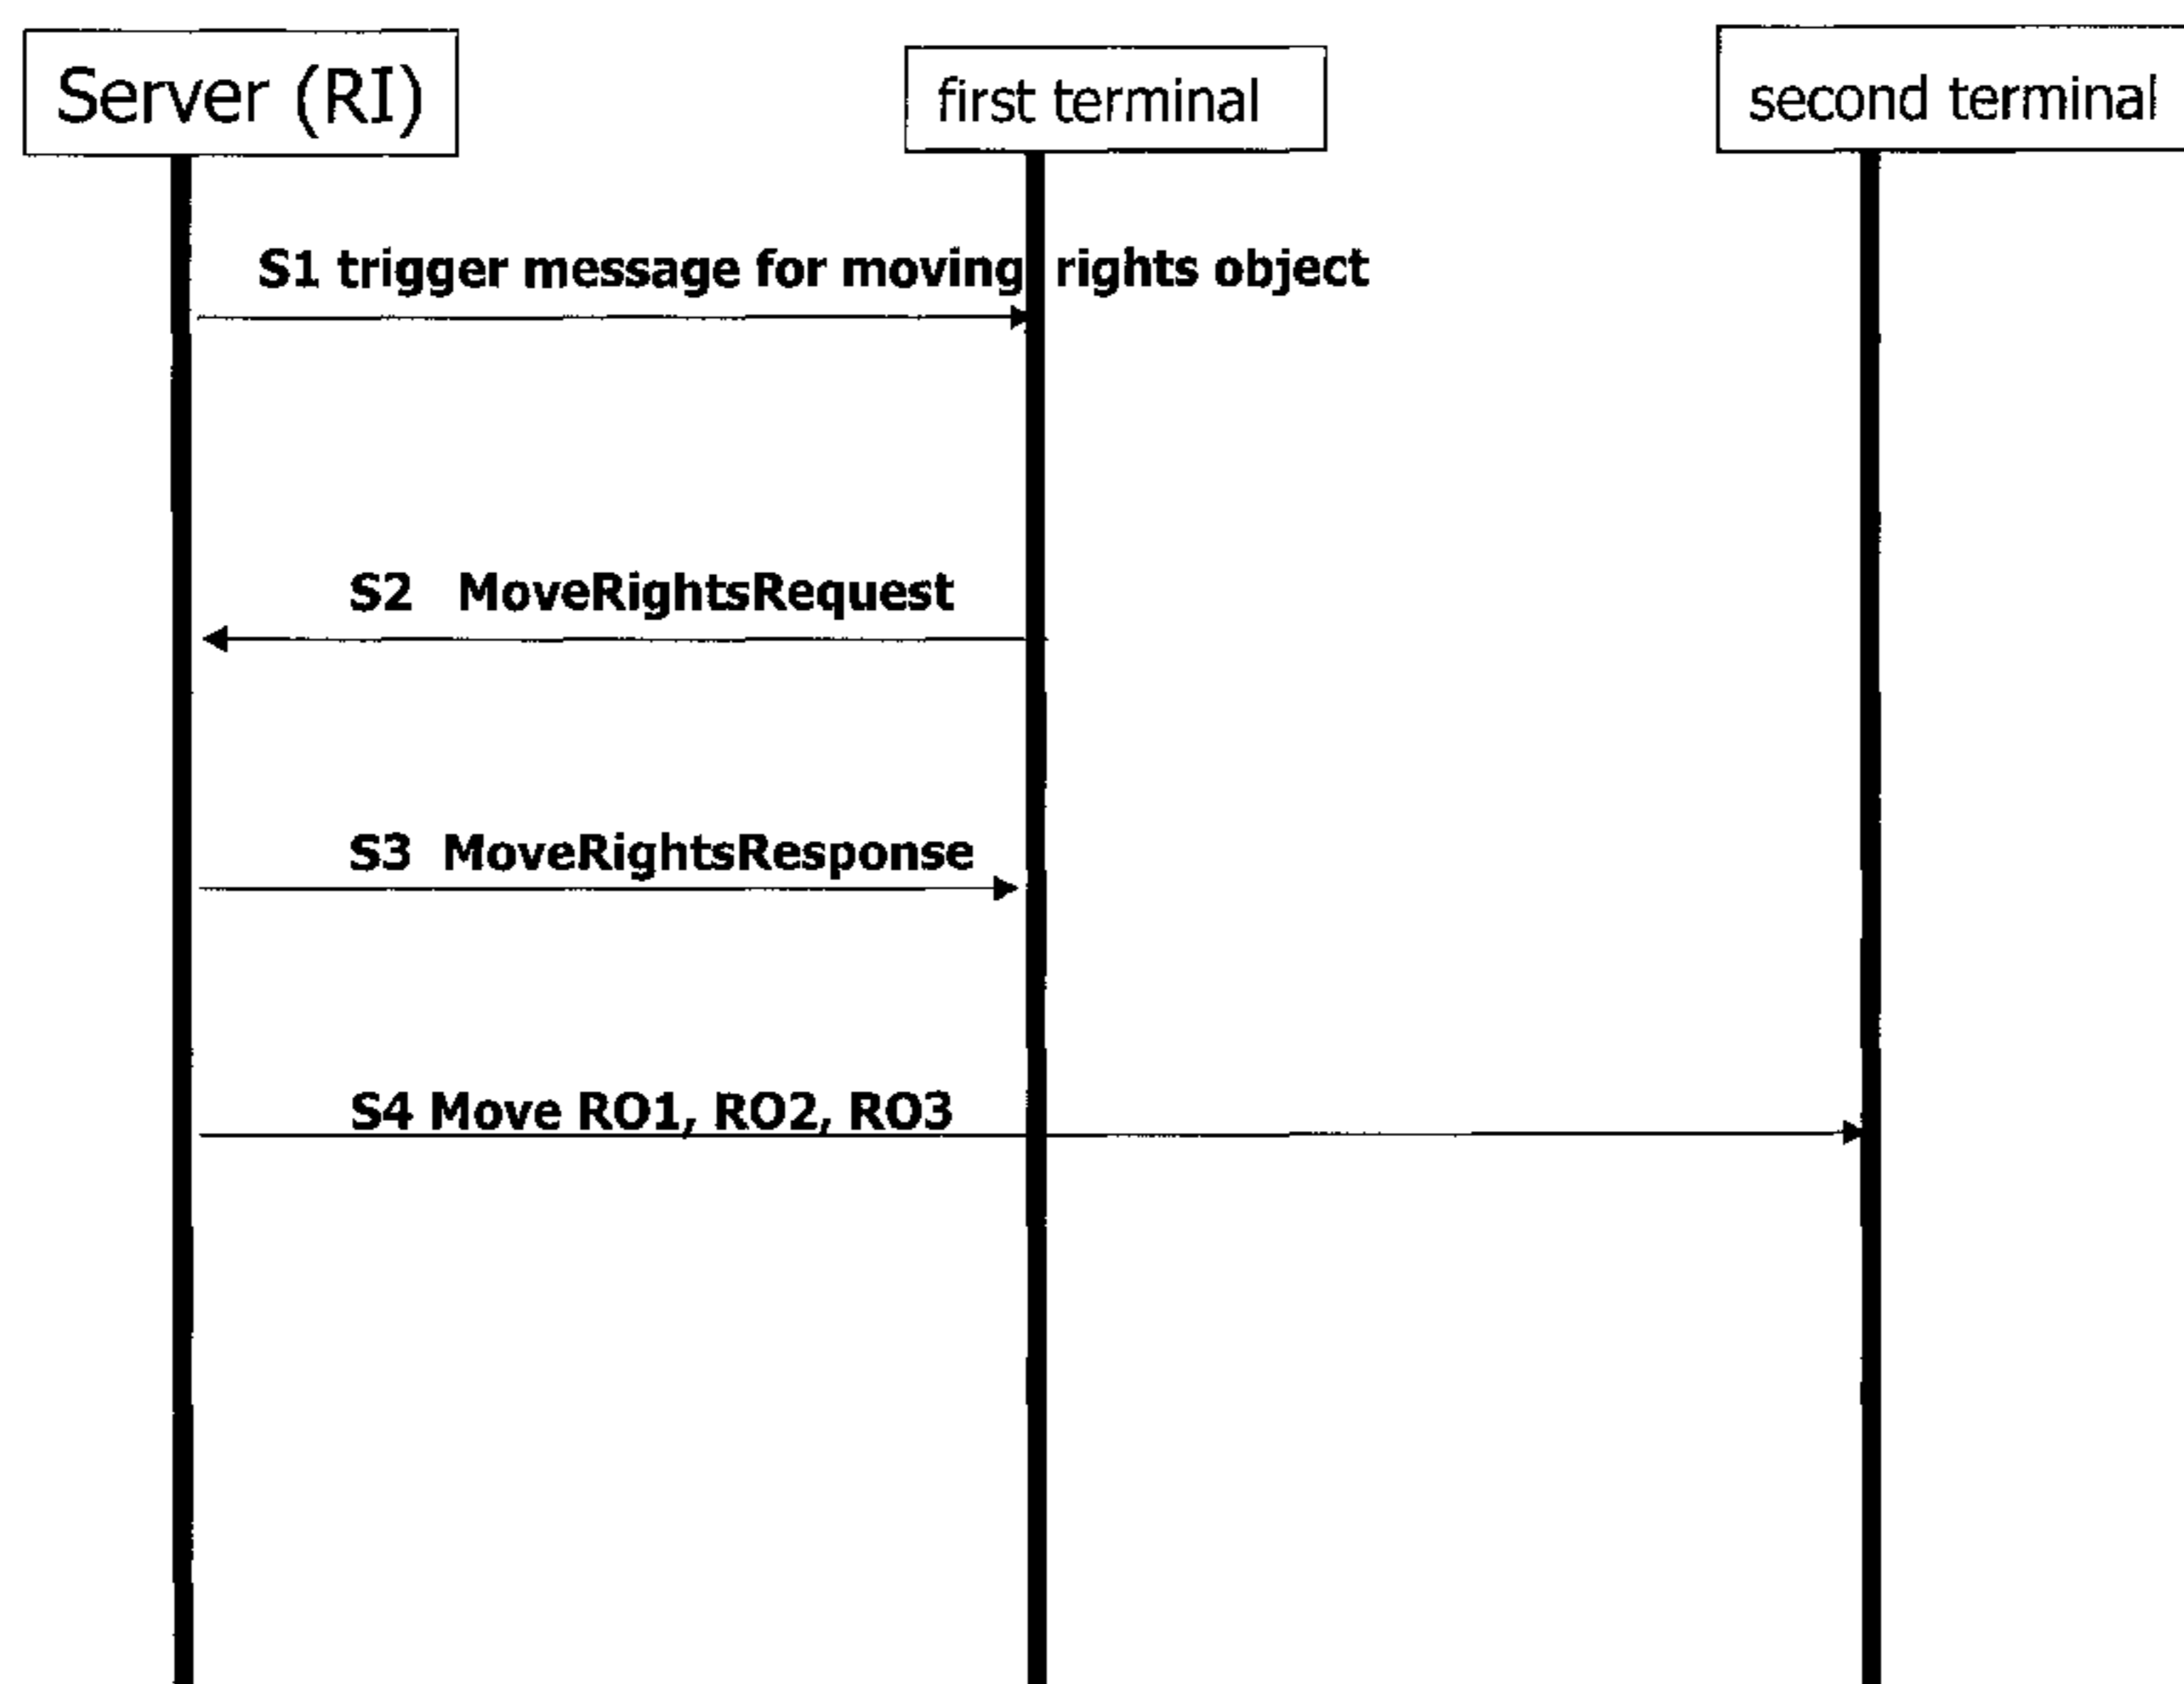 Server (RI)
first terminal
second terminal
S1 trigger message for moving rights object
S2 MoveRightsRequest
S3 MoveRightsResponse
S4 Move RO1, RO2, RO3